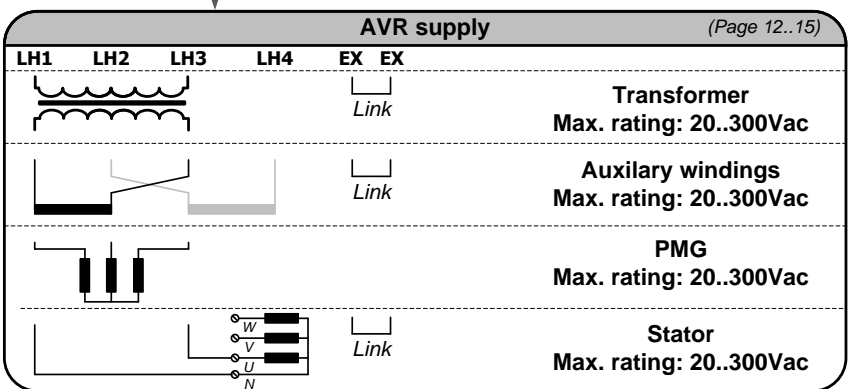 AVR supply (Page 12..15)
LH1 LH2 LH3 LH4 EX EX
Link
Transformer
Max. rating: 20..300Vac
Link
Auxilary windings
Max. rating: 20..300Vac
PMG
Max. rating: 20..300Vac
W
V
U
N
Link
Stator
Max. rating: 20..300Vac